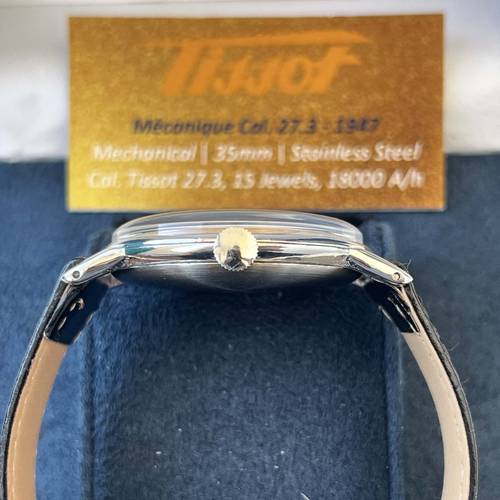 Tissot
Mécanique Cal. 27.3 - 1947
Mechanical | 35mm | Stainless Steel
Cal. Tissot 27.3, 15 Jewels, 18000 A/h